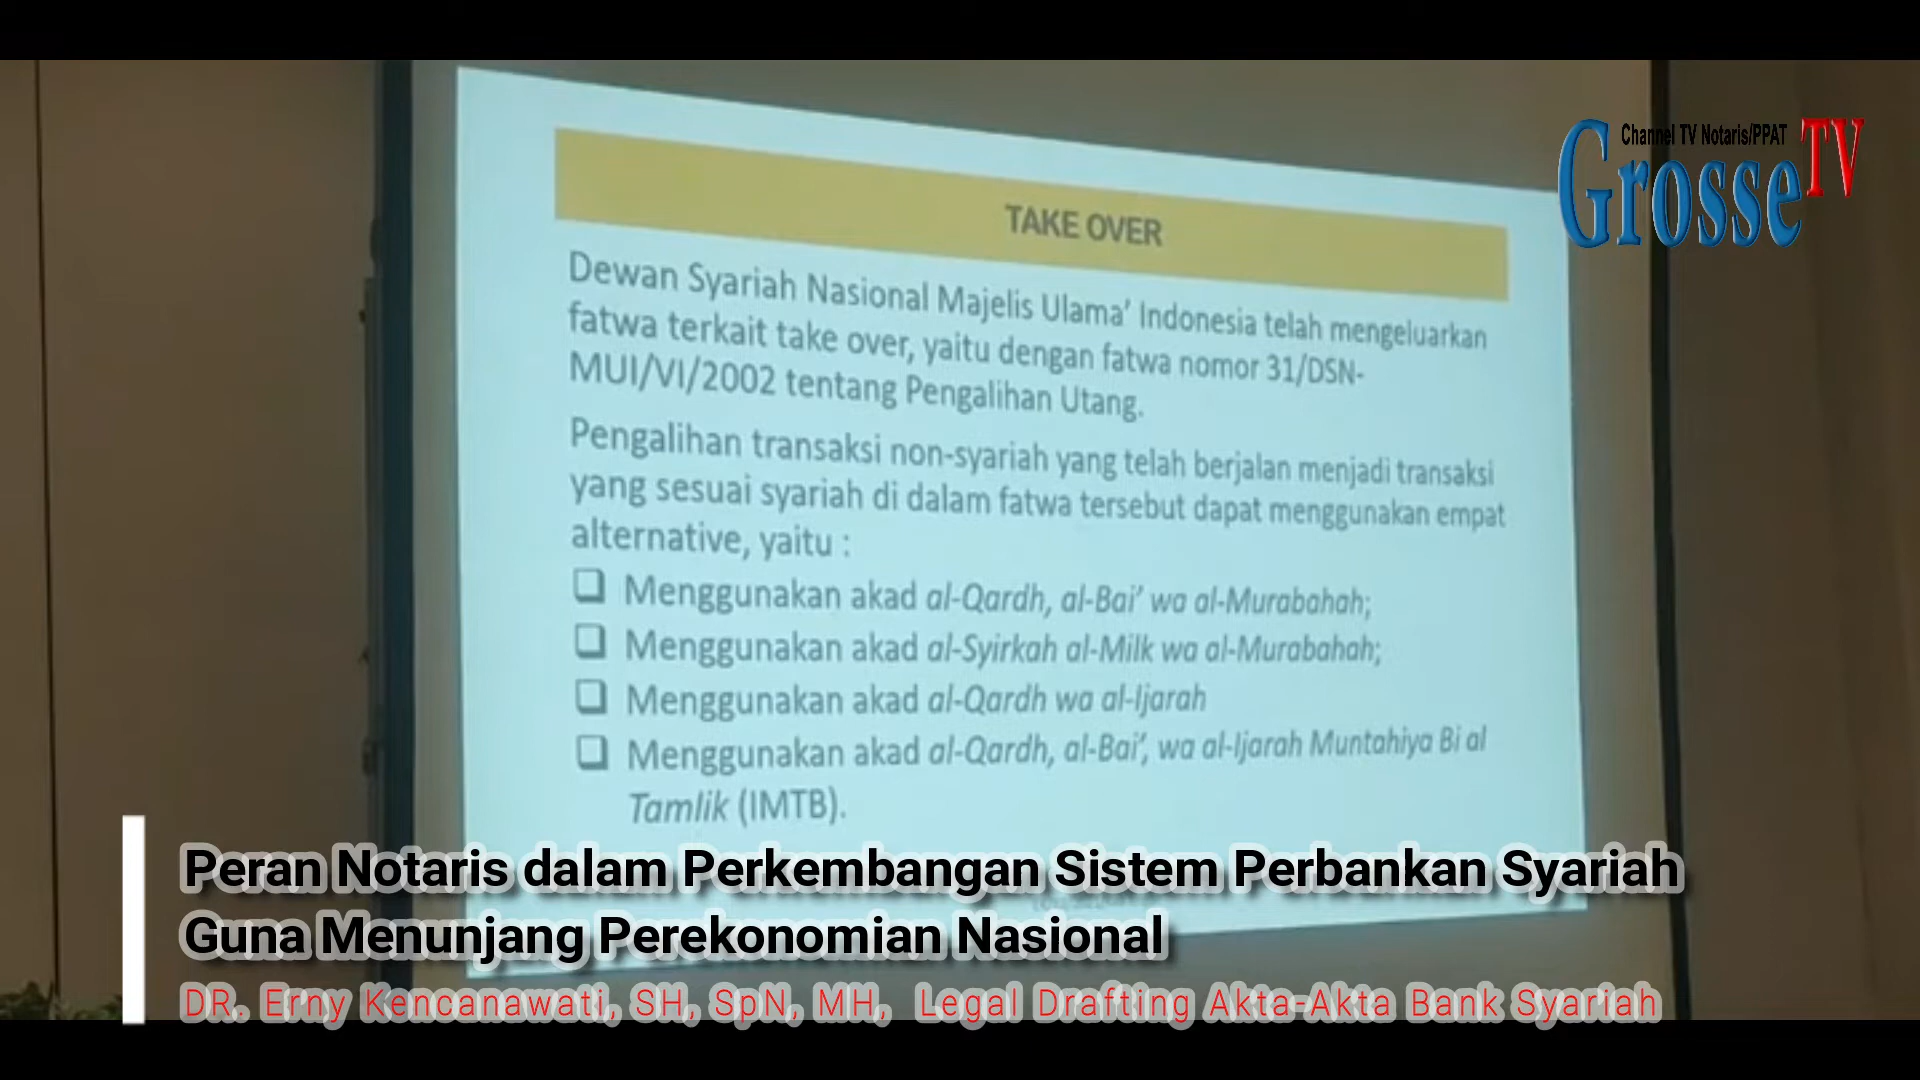 Channel TV Notaris/PPAT
Grosse TV
TAKE OVER
Dewan Syariah Nasional Majelis Ulama’ Indonesia telah mengeluarkan
fatwa terkait take over, yaitu dengan fatwa nomor 31/DSN-
MUI/VI/2002 tentang Pengalihan Utang.
Pengalihan transaksi non-syariah yang telah berjalan menjadi transaksi
yang sesuai syariah di dalam fatwa tersebut dapat menggunakan empat
alternative, yaitu :
❑ Menggunakan akad al-Qardh, al-Bai’ wa al-Murabahah;
❑ Menggunakan akad al-Syirkah al-Milk wa al-Murabahah;
❑ Menggunakan akad al-Qardh wa al-Ijarah
❑ Menggunakan akad al-Qardh, al-Bai’, wa al-Ijarah Muntahiya Bi al
Tamlik (IMTB).
Peran Notaris dalam Perkembangan Sistem Perbankan Syariah
Guna Menunjang Perekonomian Nasional
DR. Erny Kencanawati, SH, SpN, MH, Legal Drafting Akta-Akta Bank Syariah